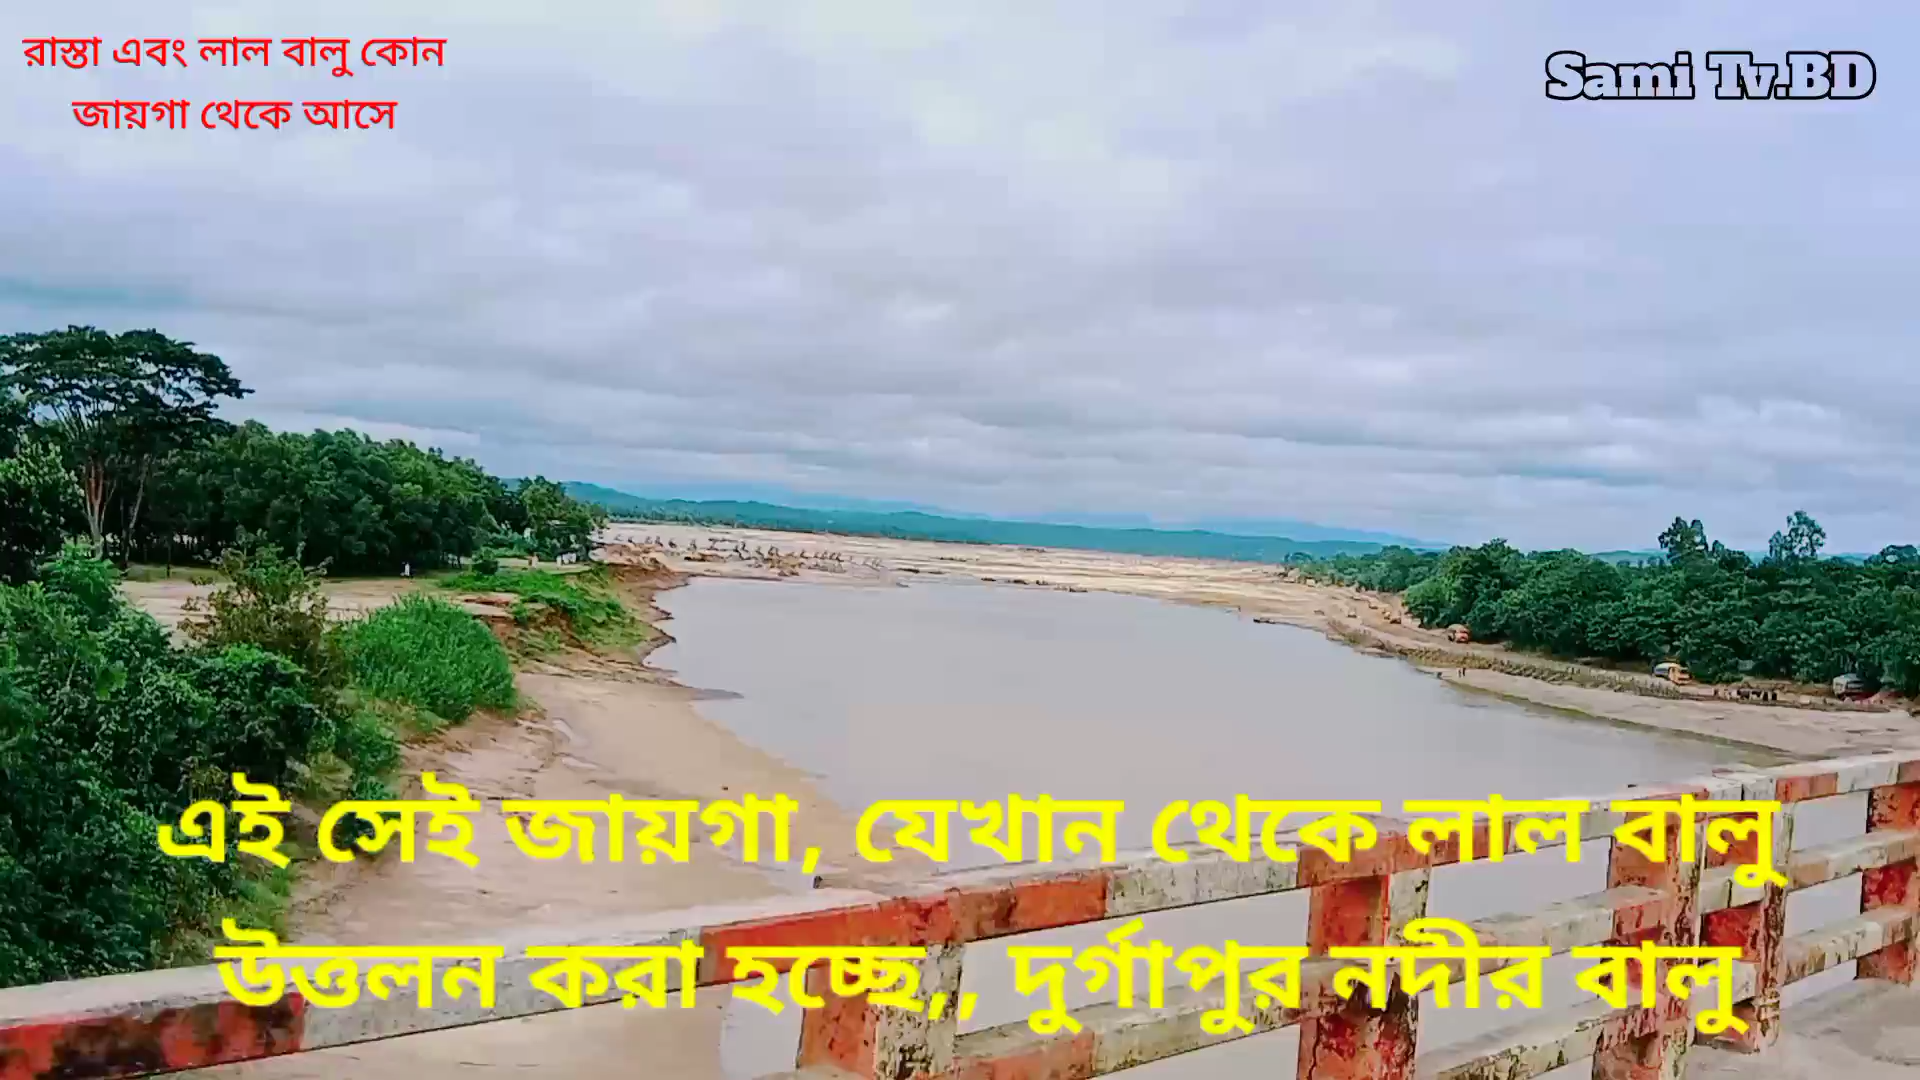 রাস্তা এবং লাল বালু কোন
জায়গা থেকে আসে
Sami Tv.BD
এই সেই জায়গা, যেখান থেকে লাল বালু
উত্তলন করা হচ্ছে,, দুর্গাপুর নদীর বালু